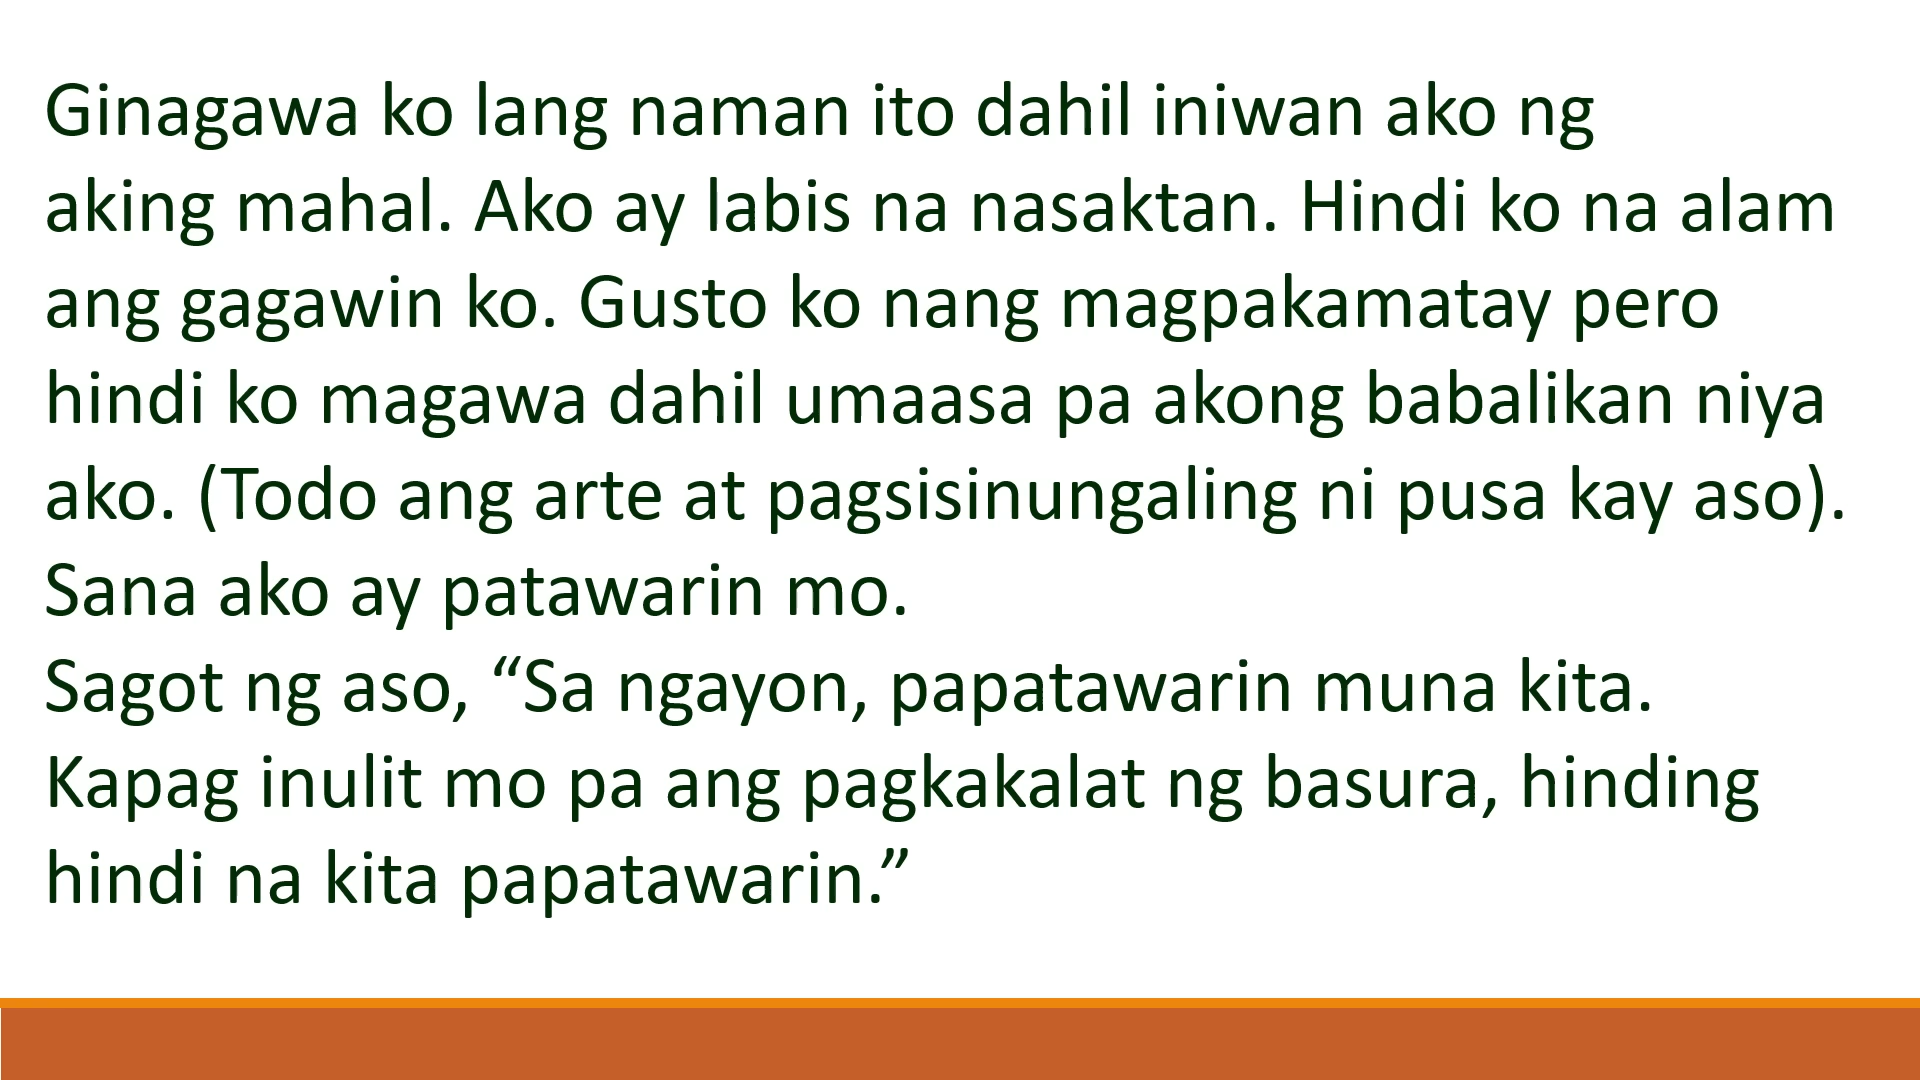 Ginagawa ko lang naman ito dahil iniwan ako ng
aking mahal. Ako ay labis na nasaktan. Hindi ko na alam
ang gagawin ko. Gusto ko nang magpakamatay pero
hindi ko magawa dahil umaasa pa akong babalikan niya
ako. (Todo ang arte at pagsisinungaling ni pusa kay aso).
Sana ako ay patawarin mo.
Sagot ng aso, “Sa ngayon, papatawarin muna kita.
Kapag inulit mo pa ang pagkakalat ng basura, hinding
hindi na kita papatawarin.”